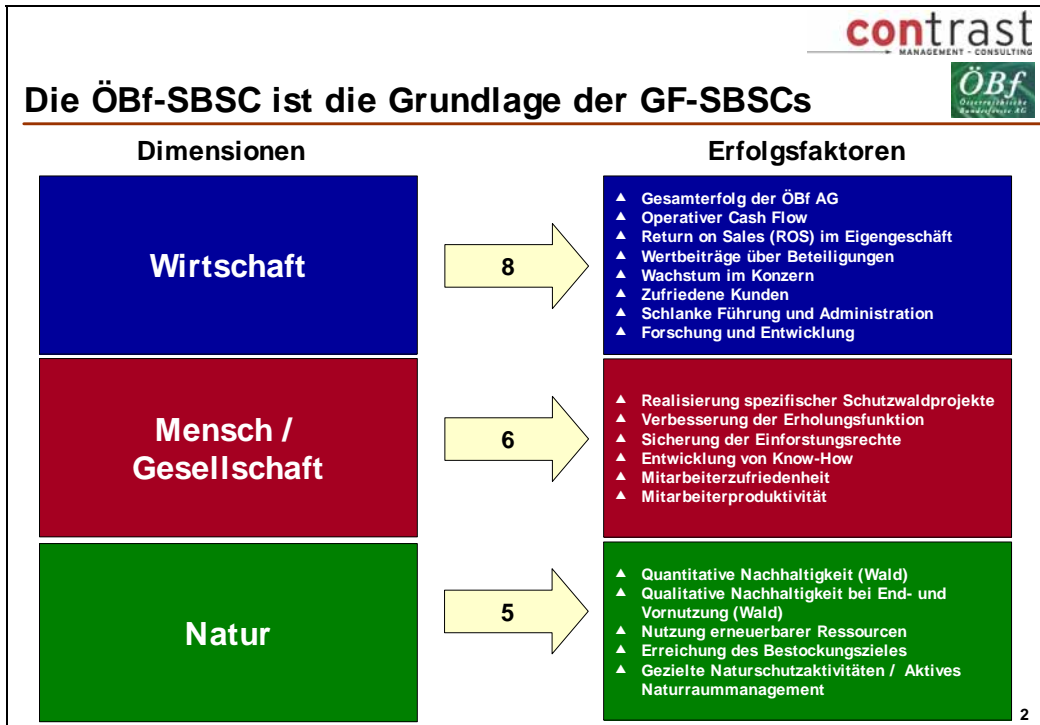 contrast
MANAGEMENT - CONSULTING
ÖBf
Österreichische
Bundesforste AG
Die ÖBf-SBSC ist die Grundlage der GF-SBSCs
Dimensionen
Erfolgsfaktoren
Wirtschaft
8
▲ Gesamterfolg der ÖBf AG
▲ Operativer Cash Flow
▲ Return on Sales (ROS) im Eigengeschäft
▲ Wertbeiträge über Beteiligungen
▲ Wachstum im Konzern
▲ Zufriedene Kunden
▲ Schlanke Führung und Administration
▲ Forschung und Entwicklung
Mensch /
Gesellschaft
6
▲ Realisierung spezifischer Schutzwaldprojekte
▲ Verbesserung der Erholungsfunktion
▲ Sicherung der Einforstungsrechte
▲ Entwicklung von Know-How
▲ Mitarbeiterzufriedenheit
▲ Mitarbeiterproduktivität
Natur
5
▲ Quantitative Nachhaltigkeit (Wald)
▲ Qualitative Nachhaltigkeit bei End- und
Vornutzung (Wald)
▲ Nutzung erneuerbarer Ressourcen
▲ Erreichung des Bestockungszieles
▲ Gezielte Naturschutzaktivitäten / Aktives
Naturraummanagement
2